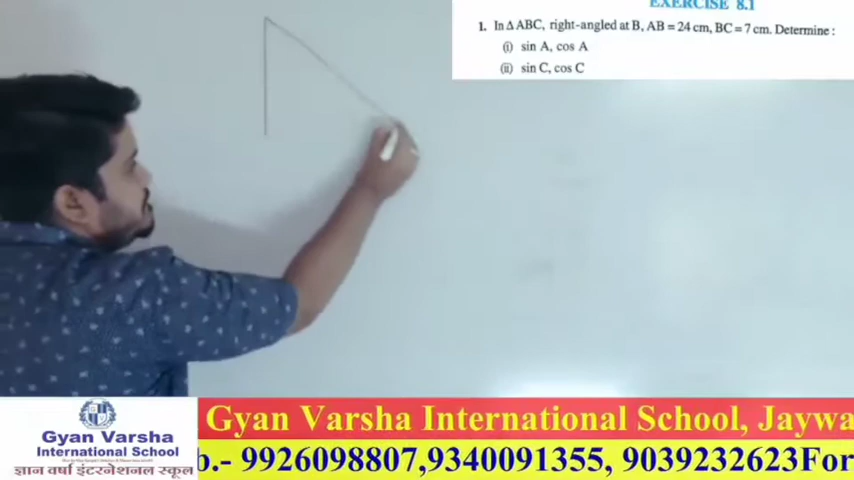 EXERCISE 8.1
1. In Δ ABC, right-angled at B, AB = 24 cm, BC = 7 cm. Determine :
(i) sin A, cos A
(ii) sin C, cos C
Gyan Varsha International School, Jaywa
b.- 9926098807,9340091355, 9039232623For
Gyan Varsha
International School
ज्ञान वर्षा इंटरनेशनल स्कूल